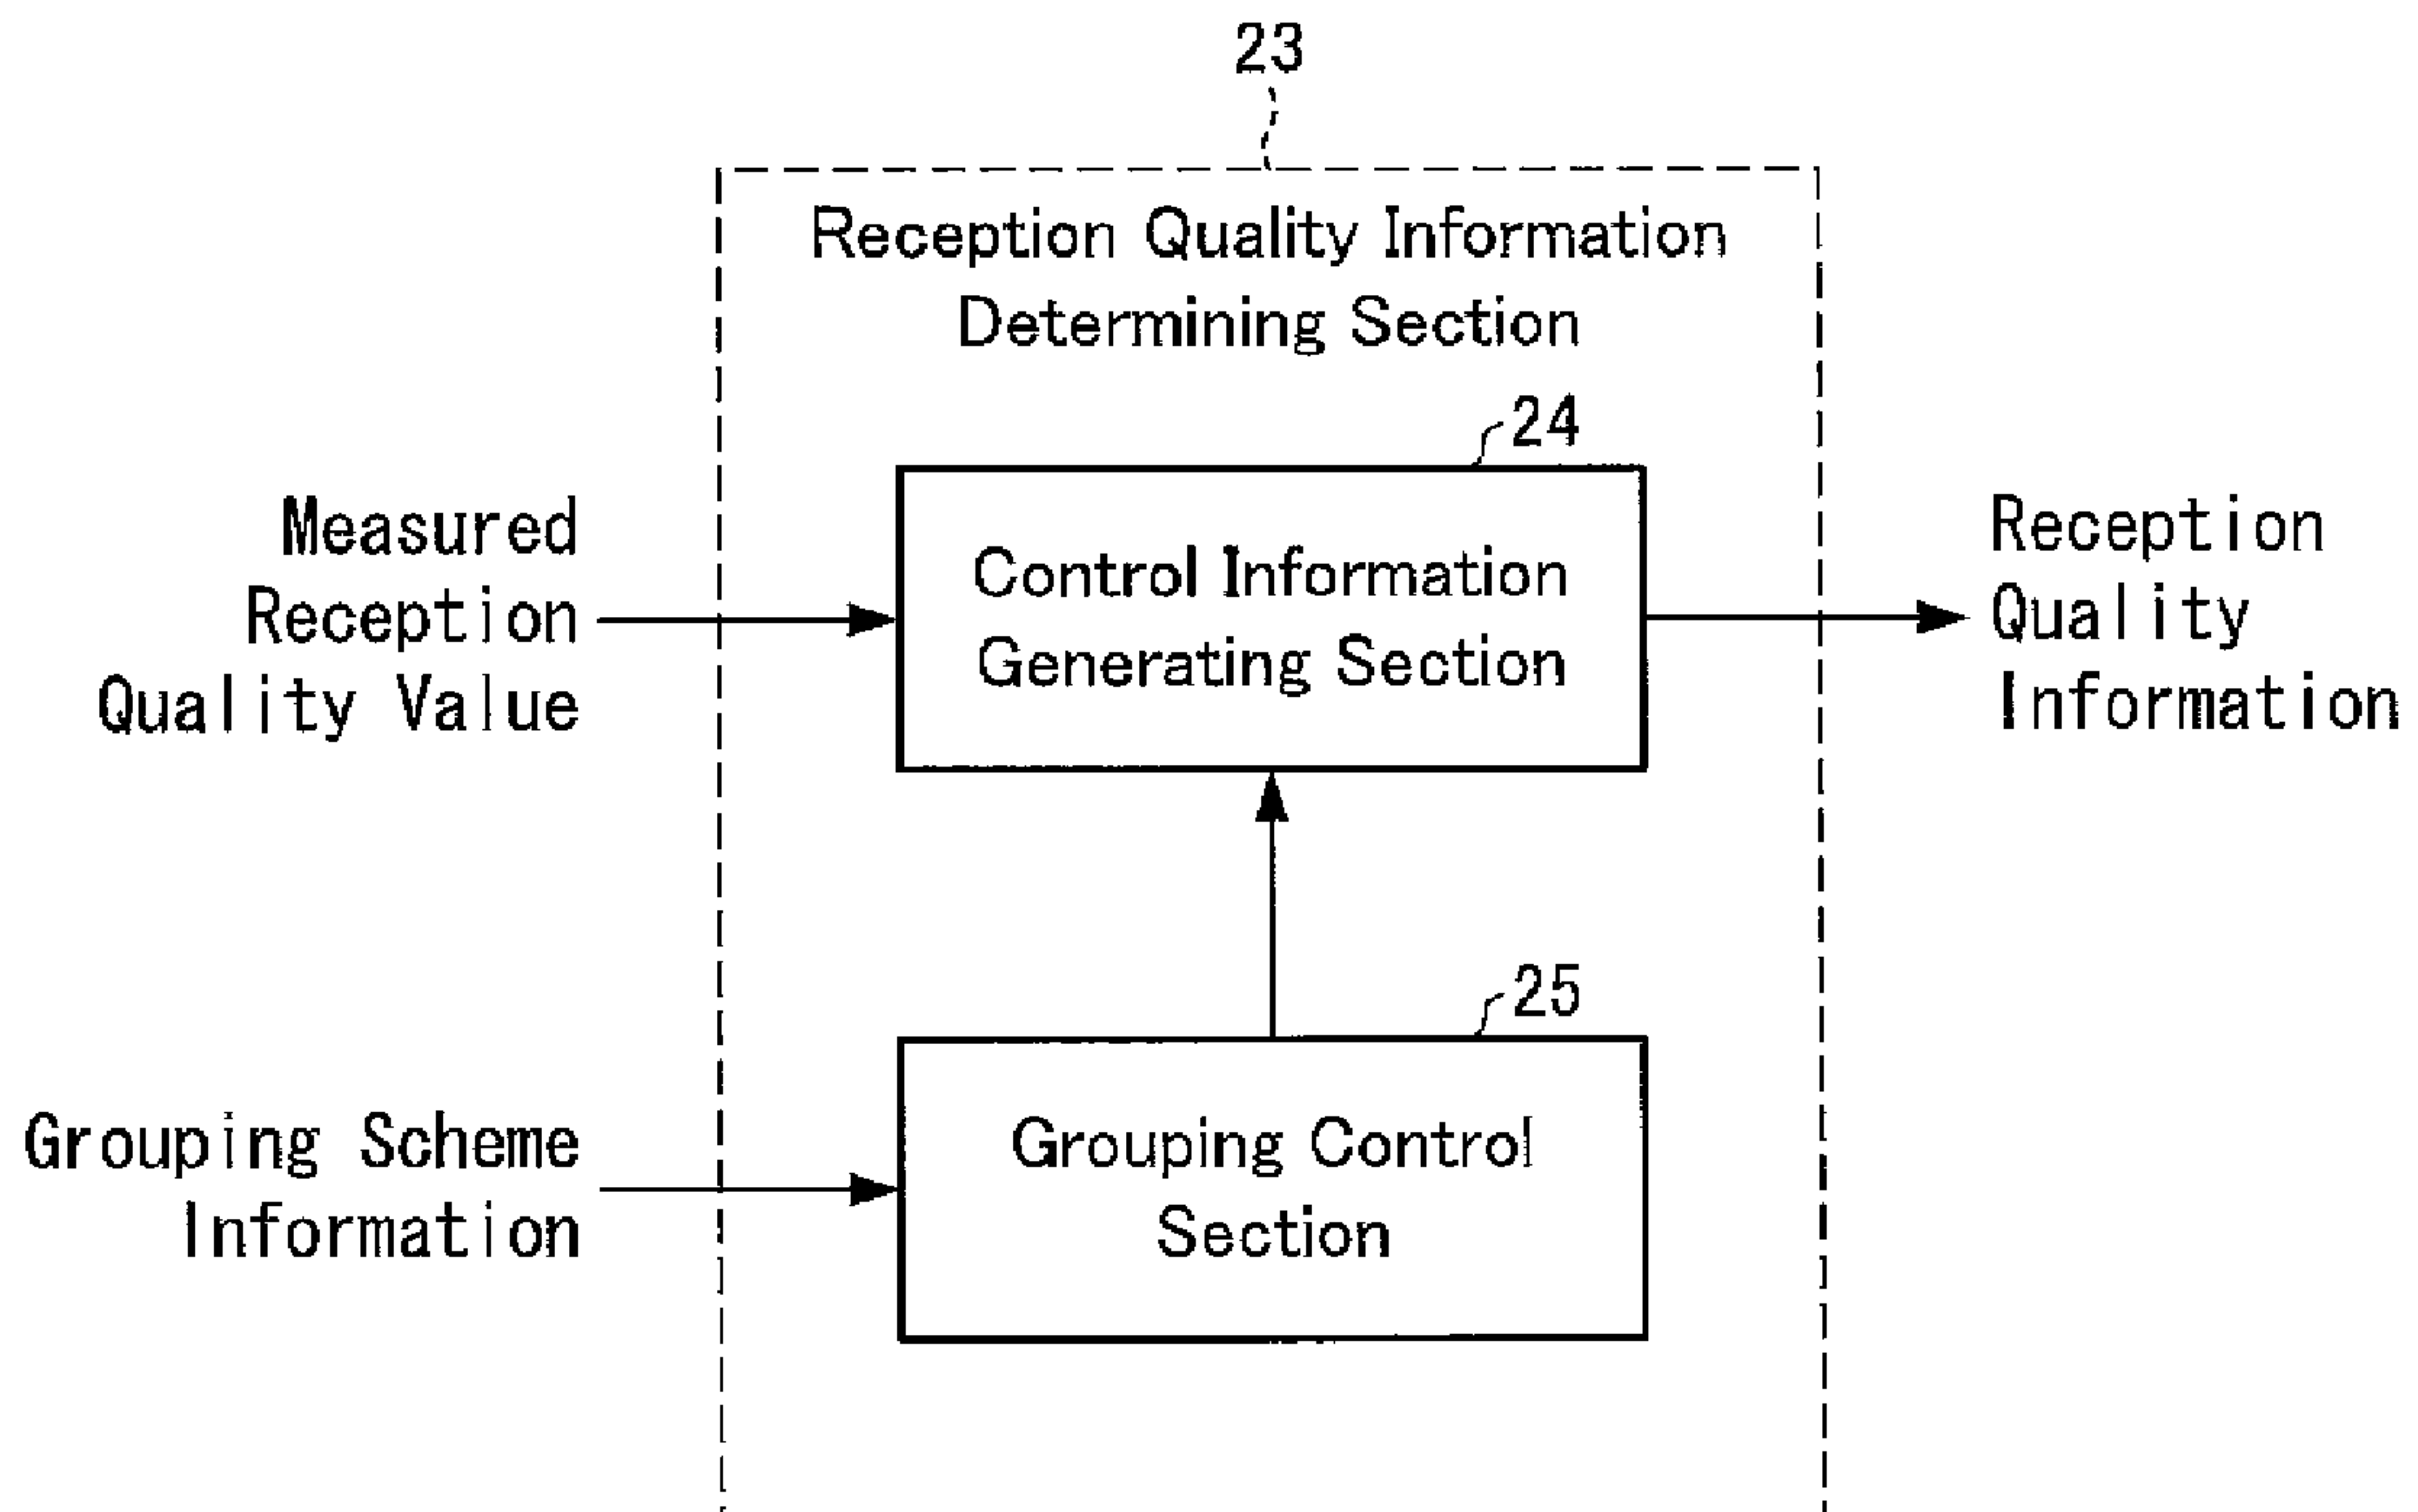 23
Reception Quality Information
Determining Section
24
Measured
Reception
Quality Value
Control Information
Generating Section
Reception
Quality
Information
25
Grouping Scheme
Information
Grouping Control
Section